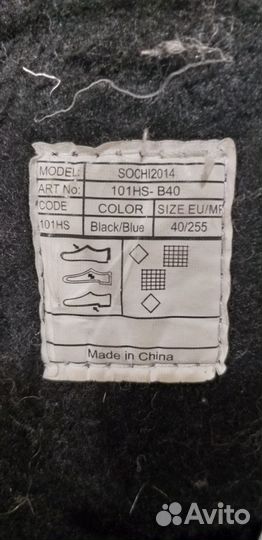 MODEL: SOCHI2014
ART No: 101HS- B40
CODE COLOR SIZE EU/MP
101HS Black/Blue 40/255
Made in China
Avito